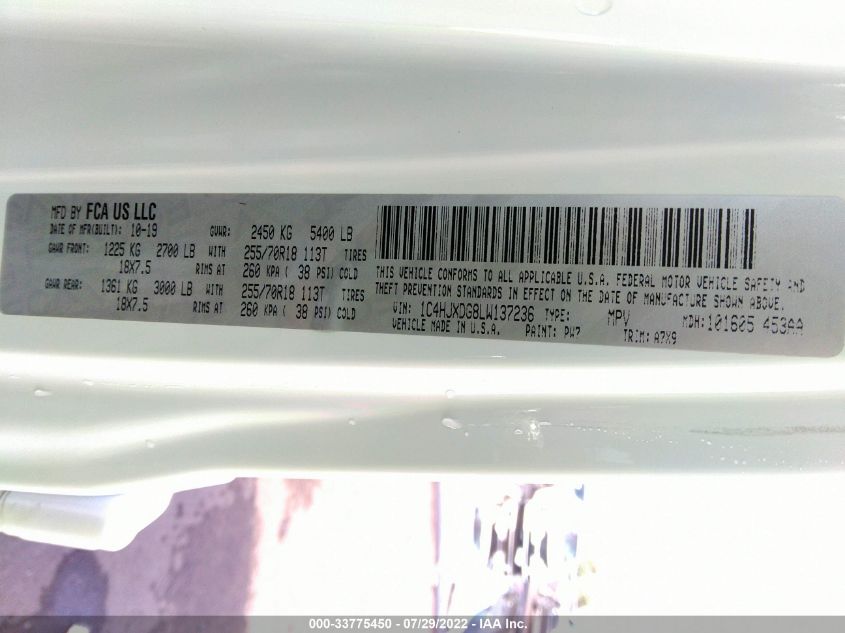 MFD BY FCA US LLC
DATE OF MFR(BUILT): 10-19 GVWR: 2450 KG 5400 LB
GAWR FRONT: 1225 KG 2700 LB WITH 255/70R18 113T TIRES
18X7.5 RIMS AT 260 KPA ( 38 PSI) COLD
GAWR REAR: 1361 KG 3000 LB WITH 255/70R18 113T TIRES
18X7.5 RIMS AT 260 KPA ( 38 PSI) COLD
THIS VEHICLE CONFORMS TO ALL APPLICABLE U.S.A. FEDERAL MOTOR VEHICLE SAFETY AND
THEFT PREVENTION STANDARDS IN EFFECT ON THE DATE OF MANUFACTURE SHOWN ABOVE.
VIN: 1C4HJXDG8LW137236 TYPE: MPV MDH: 101605 453AA
VEHICLE MADE IN U.S.A. PAINT: PW7 TRIM: A7X9
000-33775450 - 07/29/2022 - IAA Inc.